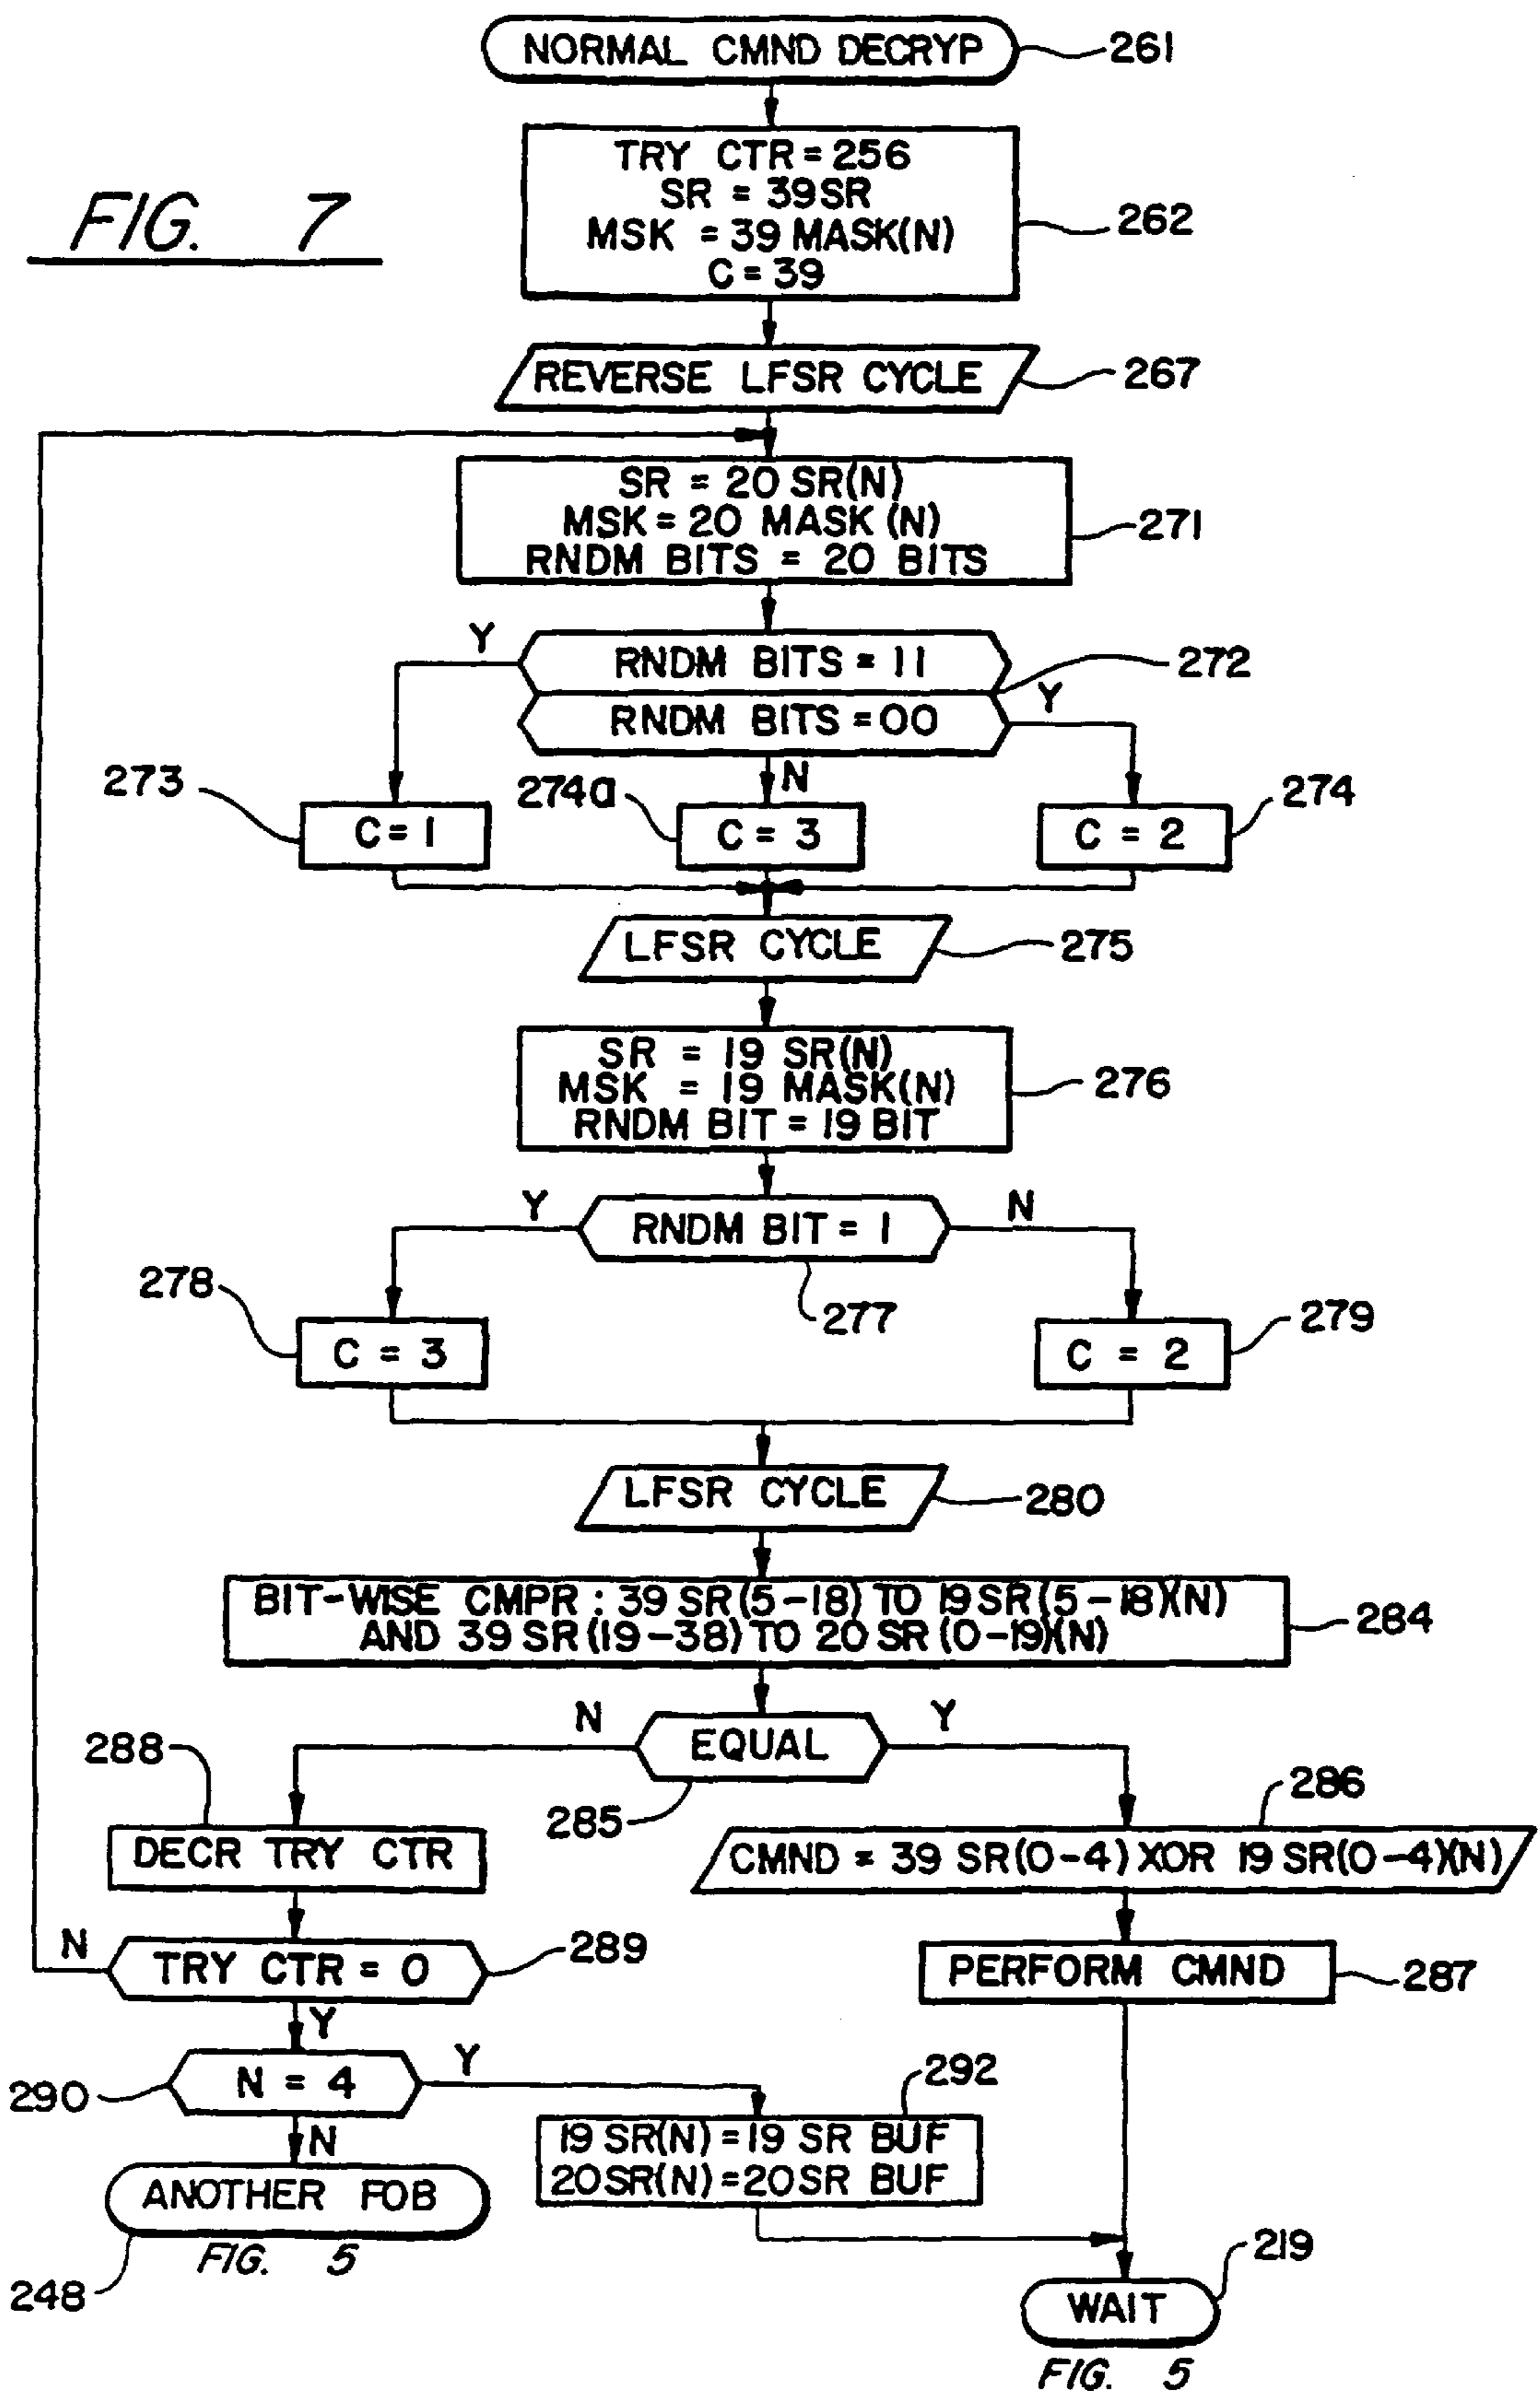 NORMAL CMND DECRYP
261
FIG. 7
TRY CTR = 256
SR = 39 SR
MSK = 39 MASK(N)
C = 39
262
REVERSE LFSR CYCLE
267
SR = 20 SR(N)
MSK = 20 MASK (N)
RNDM BITS = 20 BITS
271
Y
RNDM BITS = 11
272
RNDM BITS = 00
Y
273
274a
N
274
C = 1
C = 3
C = 2
LFSR CYCLE
275
SR = 19 SR(N)
MSK = 19 MASK(N)
RNDM BIT = 19 BIT
276
Y
RNDM BIT = 1
N
278
277
279
C = 3
C = 2
LFSR CYCLE
280
BIT-WISE CMPR : 39 SR(5-18) TO 19 SR(5-18)(N)
AND 39 SR(19-38) TO 20 SR (0-19)(N)
284
N
EQUAL
Y
288
285
286
DECR TRY CTR
CMND = 39 SR(0-4) XOR 19 SR(0-4)(N)
N
TRY CTR = 0
289
PERFORM CMND
287
Y
290
N = 4
Y
292
N
19 SR(N) = 19 SR BUF
20 SR(N) = 20 SR BUF
ANOTHER FOB
FIG. 5
248
219
WAIT
FIG. 5